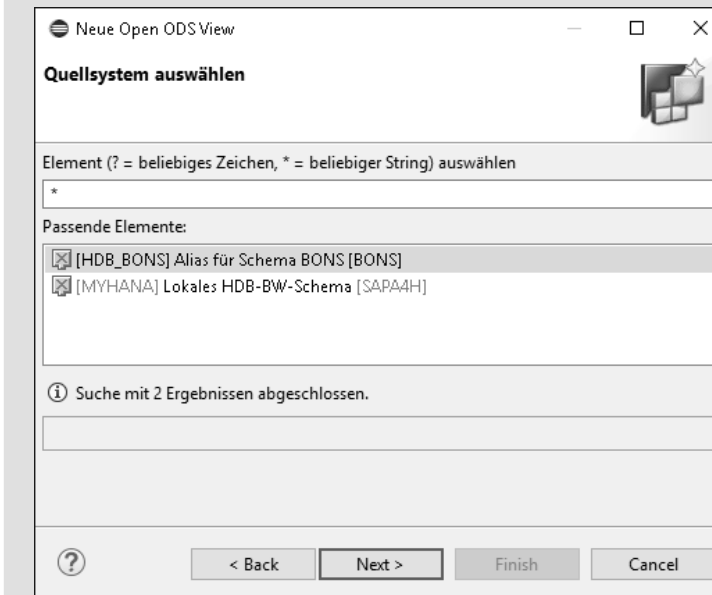 Neue Open ODS View
Quellsystem auswählen
Element (? = beliebiges Zeichen, * = beliebiger String) auswählen
*
Passende Elemente:
[HDB_BONS] Alias für Schema BONS [BONS]
[MYHANA] Lokales HDB-BW-Schema [SAPA4H]
Suche mit 2 Ergebnissen abgeschlossen.
? < Back Next > Finish Cancel